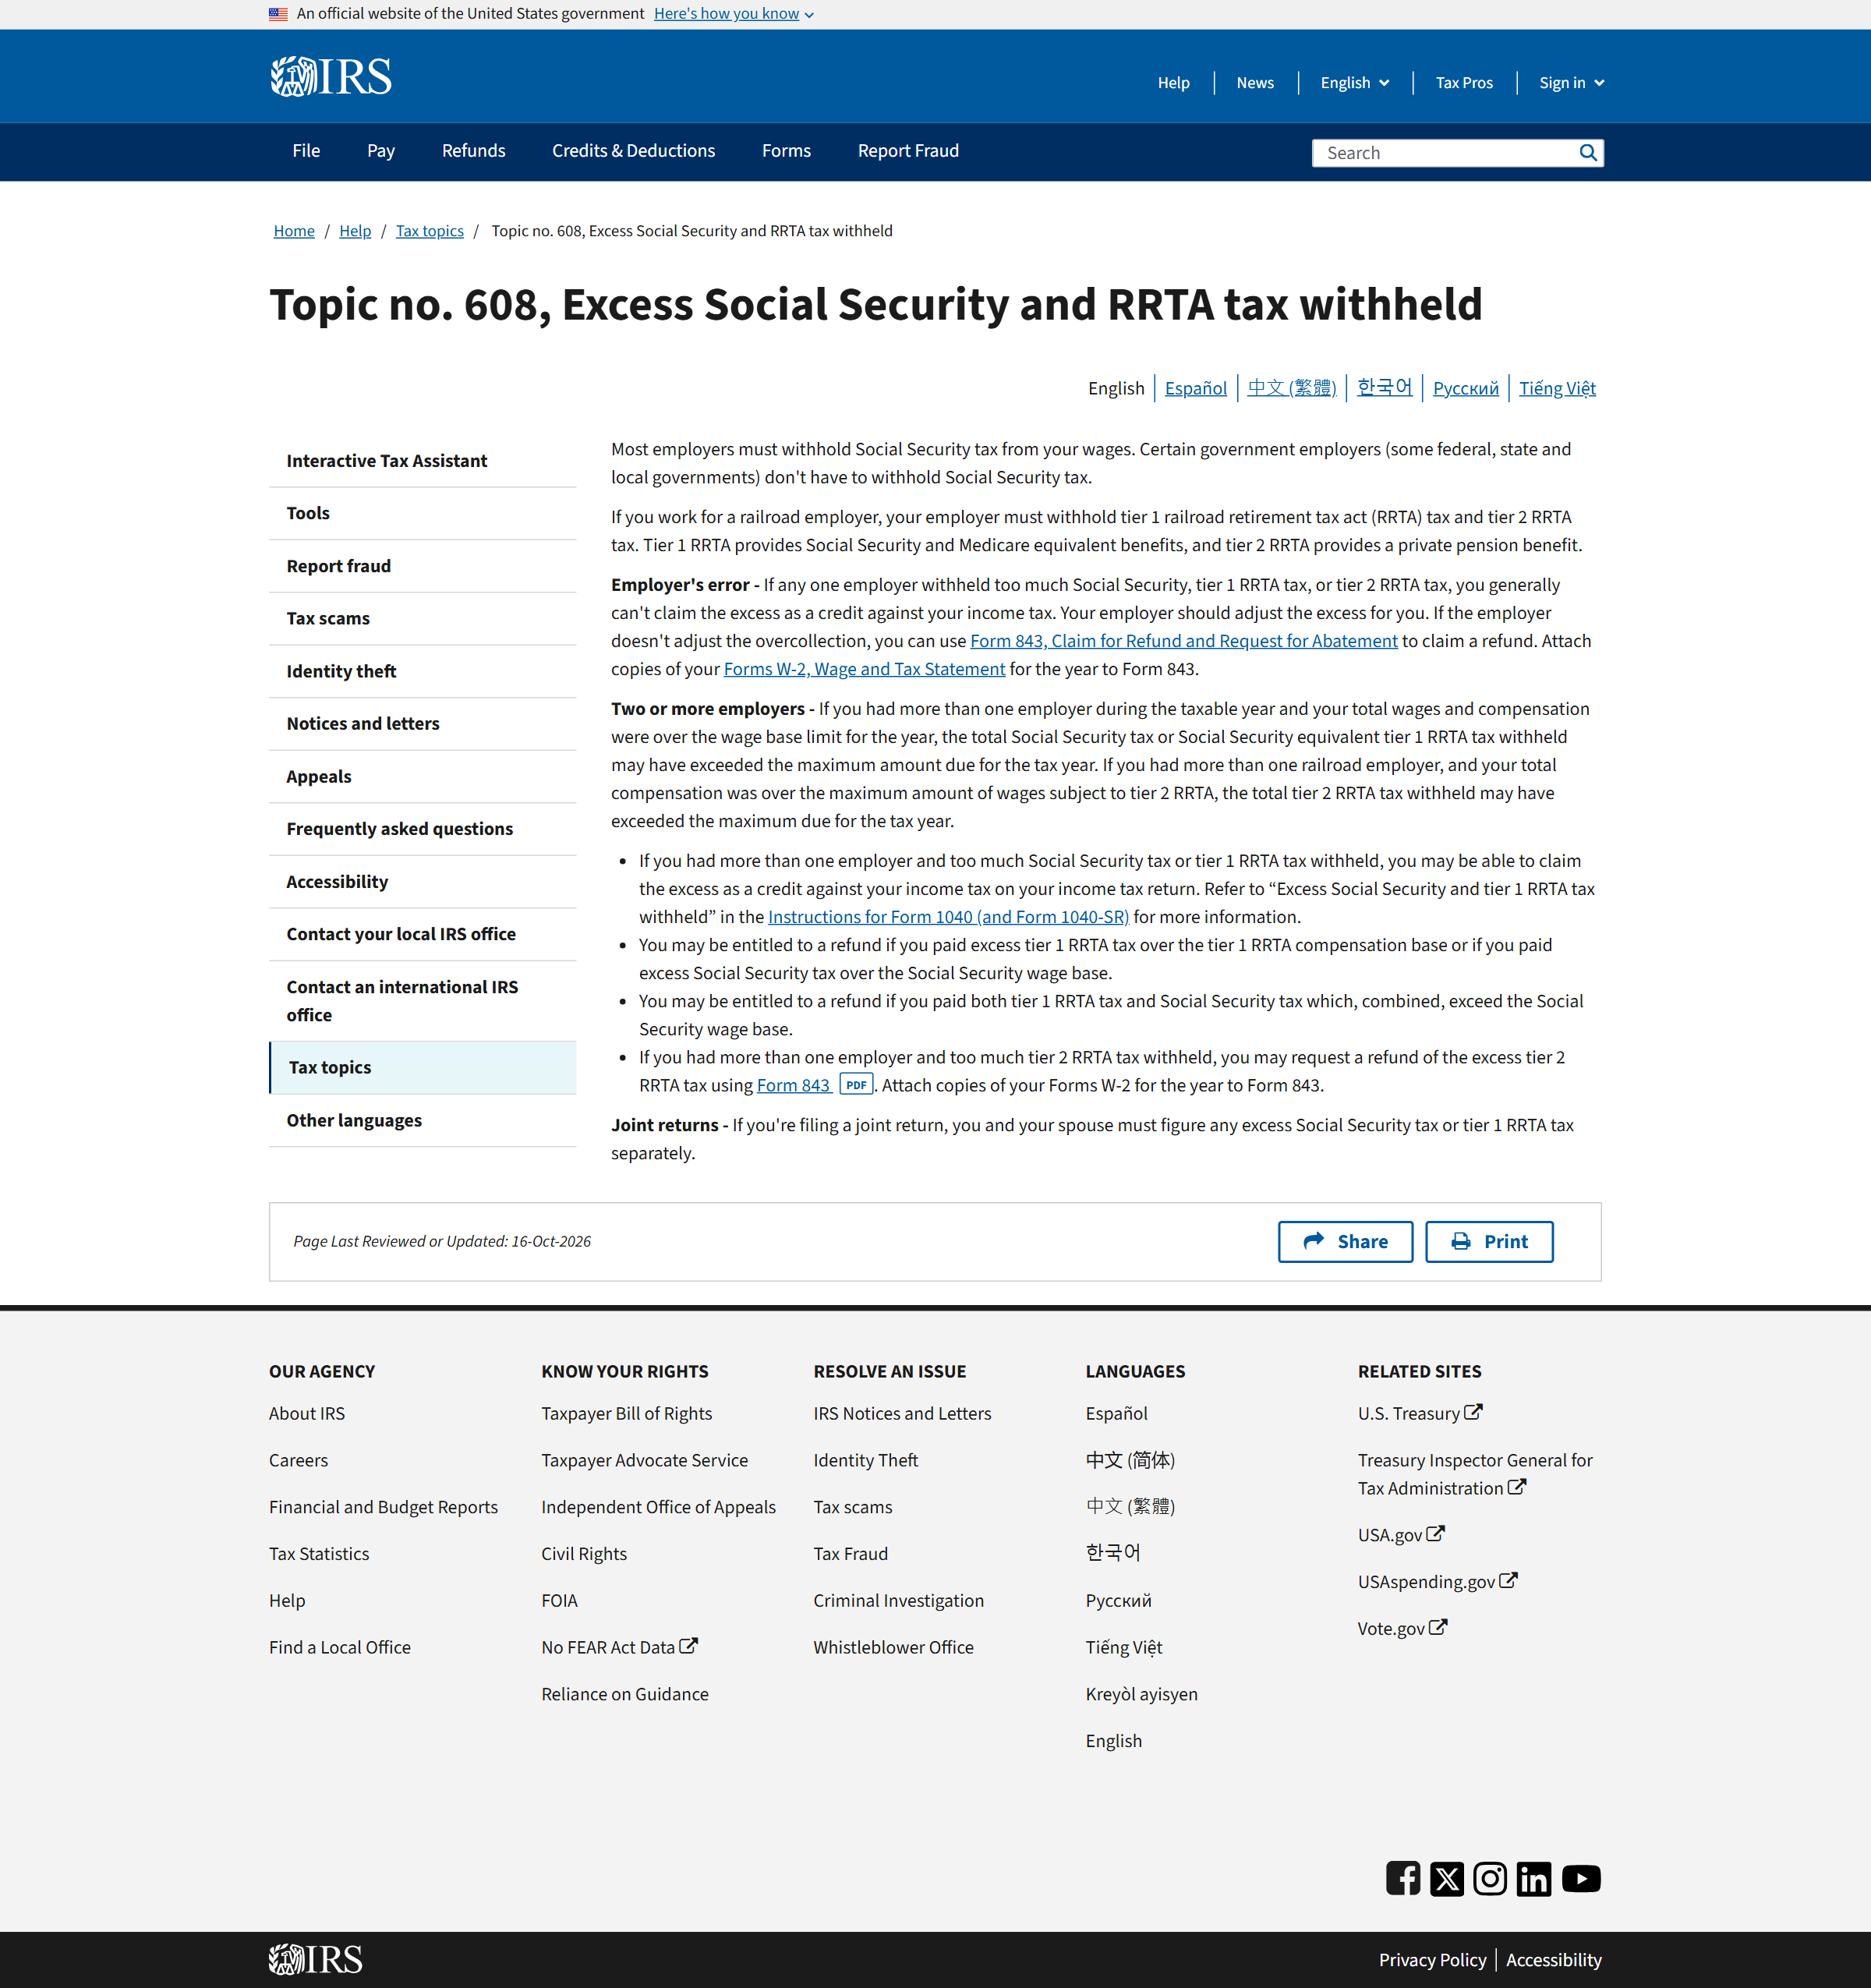 An official website of the United States government Here's how you know
IRS
Help
News
English
Tax Pros
Sign in
File
Pay
Refunds
Credits & Deductions
Forms
Report Fraud
Search
Home / Help / Tax topics / Topic no. 608, Excess Social Security and RRTA tax withheld
Topic no. 608, Excess Social Security and RRTA tax withheld
English
Español
中文 (繁體)
한국어
Русский
Tiếng Việt
Interactive Tax Assistant
Tools
Report fraud
Tax scams
Identity theft
Notices and letters
Appeals
Frequently asked questions
Accessibility
Contact your local IRS office
Contact an international IRS
office
Tax topics
Other languages
Most employers must withhold Social Security tax from your wages. Certain government employers (some federal, state and
local governments) don't have to withhold Social Security tax.
If you work for a railroad employer, your employer must withhold tier 1 railroad retirement tax act (RRTA) tax and tier 2 RRTA
tax. Tier 1 RRTA provides Social Security and Medicare equivalent benefits, and tier 2 RRTA provides a private pension benefit.
Employer's error - If any one employer withheld too much Social Security, tier 1 RRTA tax, or tier 2 RRTA tax, you generally
can't claim the excess as a credit against your income tax. Your employer should adjust the excess for you. If the employer
doesn't adjust the overcollection, you can use Form 843, Claim for Refund and Request for Abatement to claim a refund. Attach
copies of your Forms W-2, Wage and Tax Statement for the year to Form 843.
Two or more employers - If you had more than one employer during the taxable year and your total wages and compensation
were over the wage base limit for the year, the total Social Security tax or Social Security equivalent tier 1 RRTA tax withheld
may have exceeded the maximum amount due for the tax year. If you had more than one railroad employer, and your total
compensation was over the maximum amount of wages subject to tier 2 RRTA, the total tier 2 RRTA tax withheld may have
exceeded the maximum due for the tax year.
• If you had more than one employer and too much Social Security tax or tier 1 RRTA tax withheld, you may be able to claim
the excess as a credit against your income tax on your income tax return. Refer to “Excess Social Security and tier 1 RRTA tax
withheld” in the Instructions for Form 1040 (and Form 1040-SR) for more information.
• You may be entitled to a refund if you paid excess tier 1 RRTA tax over the tier 1 RRTA compensation base or if you paid
excess Social Security tax over the Social Security wage base.
• You may be entitled to a refund if you paid both tier 1 RRTA tax and Social Security tax which, combined, exceed the Social
Security wage base.
• If you had more than one employer and too much tier 2 RRTA tax withheld, you may request a refund of the excess tier 2
RRTA tax using Form 843 PDF. Attach copies of your Forms W-2 for the year to Form 843.
Joint returns - If you're filing a joint return, you and your spouse must figure any excess Social Security tax or tier 1 RRTA tax
separately.
Page Last Reviewed or Updated: 16-Oct-2026
Share
Print
OUR AGENCY
About IRS
Careers
Financial and Budget Reports
Tax Statistics
Help
Find a Local Office
KNOW YOUR RIGHTS
Taxpayer Bill of Rights
Taxpayer Advocate Service
Independent Office of Appeals
Civil Rights
FOIA
No FEAR Act Data
Reliance on Guidance
RESOLVE AN ISSUE
IRS Notices and Letters
Identity Theft
Tax scams
Tax Fraud
Criminal Investigation
Whistleblower Office
LANGUAGES
Español
中文 (简体)
中文 (繁體)
한국어
Русский
Tiếng Việt
Kreyòl ayisyen
English
RELATED SITES
U.S. Treasury
Treasury Inspector General for
Tax Administration
USA.gov
USAspending.gov
Vote.gov
IRS
Privacy Policy
Accessibility